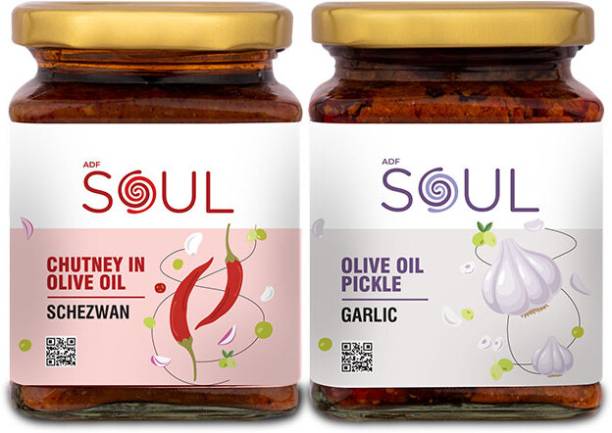 ADF
SOUL
CHUTNEY IN
OLIVE OIL
SCHEZWAN
ADF
SOUL
OLIVE OIL
PICKLE
GARLIC